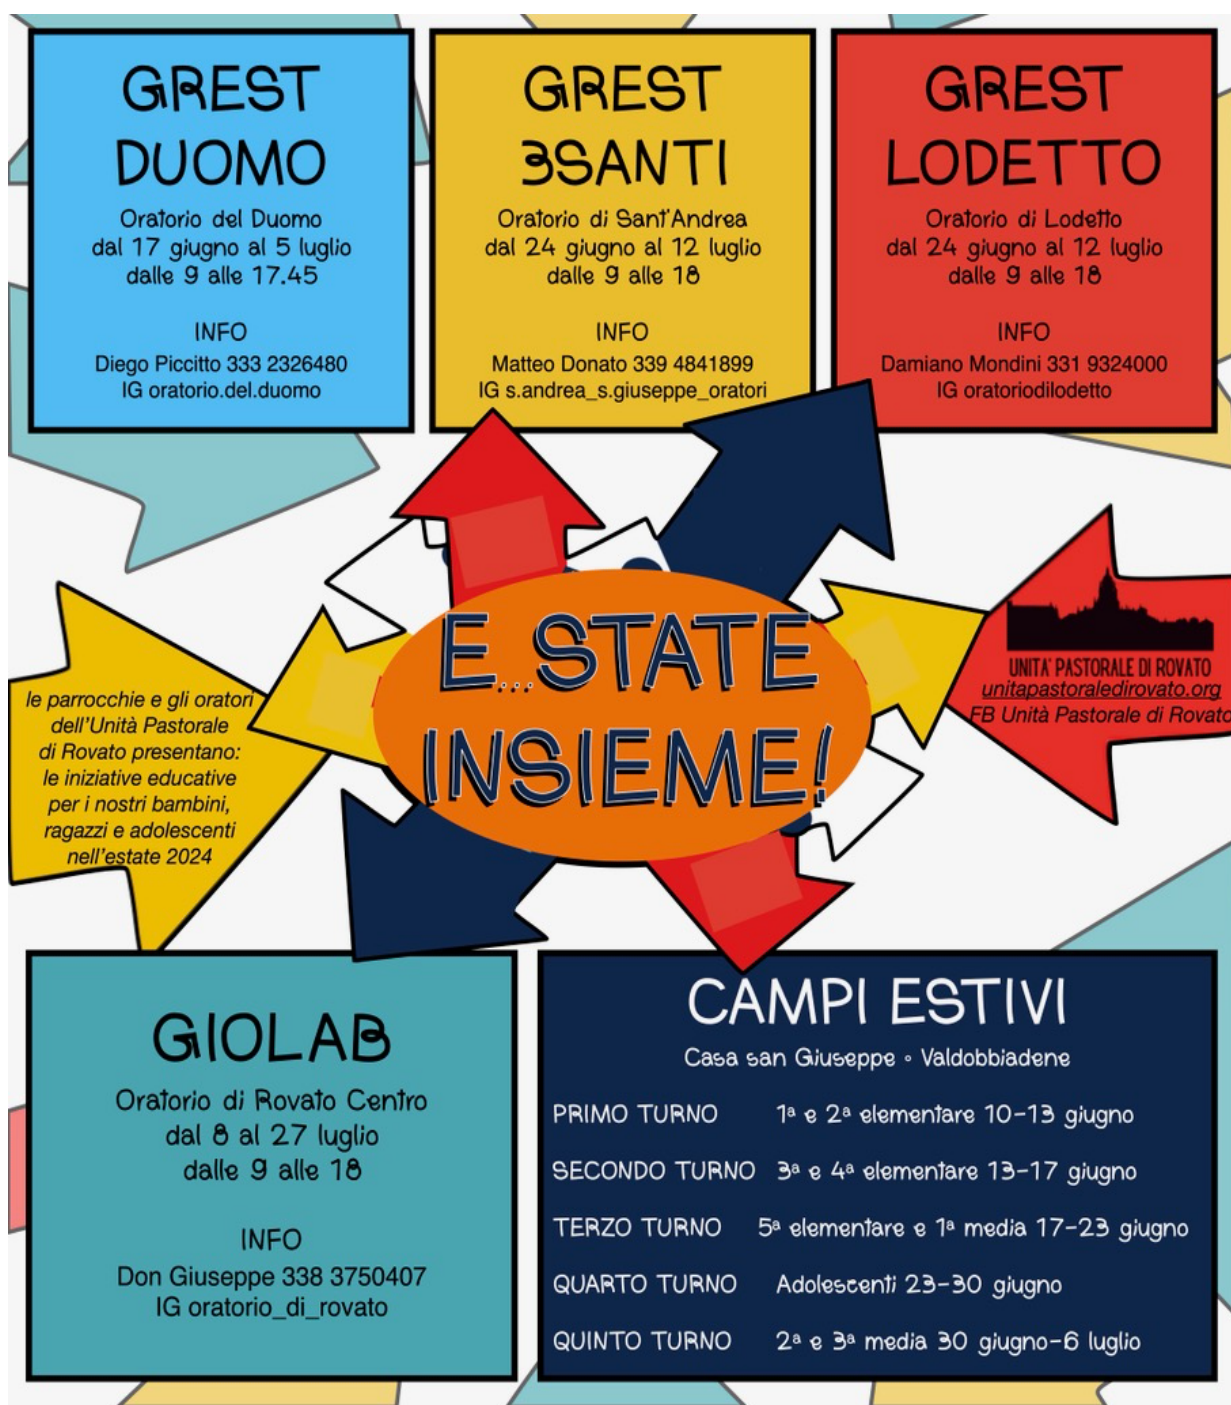 GREST
DUOMO
Oratorio del Duomo
dal 17 giugno al 5 luglio
dalle 9 alle 17.45
INFO
Diego Piccitto 333 2326480
IG oratorio.del.duomo
GREST
3SANTI
Oratorio di Sant'Andrea
dal 24 giugno al 12 luglio
dalle 9 alle 18
INFO
Matteo Donato 339 4841899
IG s.andrea_s.giuseppe_oratori
GREST
LODETTO
Oratorio di Lodetto
dal 24 giugno al 12 luglio
dalle 9 alle 18
INFO
Damiano Mondini 331 9324000
IG oratoriodilodetto
le parrocchie e gli oratori
dell'Unità Pastorale
di Rovato presentano:
le iniziative educative
per i nostri bambini,
ragazzi e adolescenti
nell'estate 2024
E...STATE
INSIEME!
UNITA' PASTORALE DI ROVATO
unitapastoraledirovato.org
FB Unità Pastorale di Rovato
GIOLAB
Oratorio di Rovato Centro
dal 8 al 27 luglio
dalle 9 alle 18
INFO
Don Giuseppe 338 3750407
IG oratorio_di_rovato
CAMPI ESTIVI
Casa san Giuseppe • Valdobbiadene
PRIMO TURNO 1ª e 2ª elementare 10-13 giugno
SECONDO TURNO 3ª e 4ª elementare 13-17 giugno
TERZO TURNO 5ª elementare e 1ª media 17-23 giugno
QUARTO TURNO Adolescenti 23-30 giugno
QUINTO TURNO 2ª e 3ª media 30 giugno-6 luglio